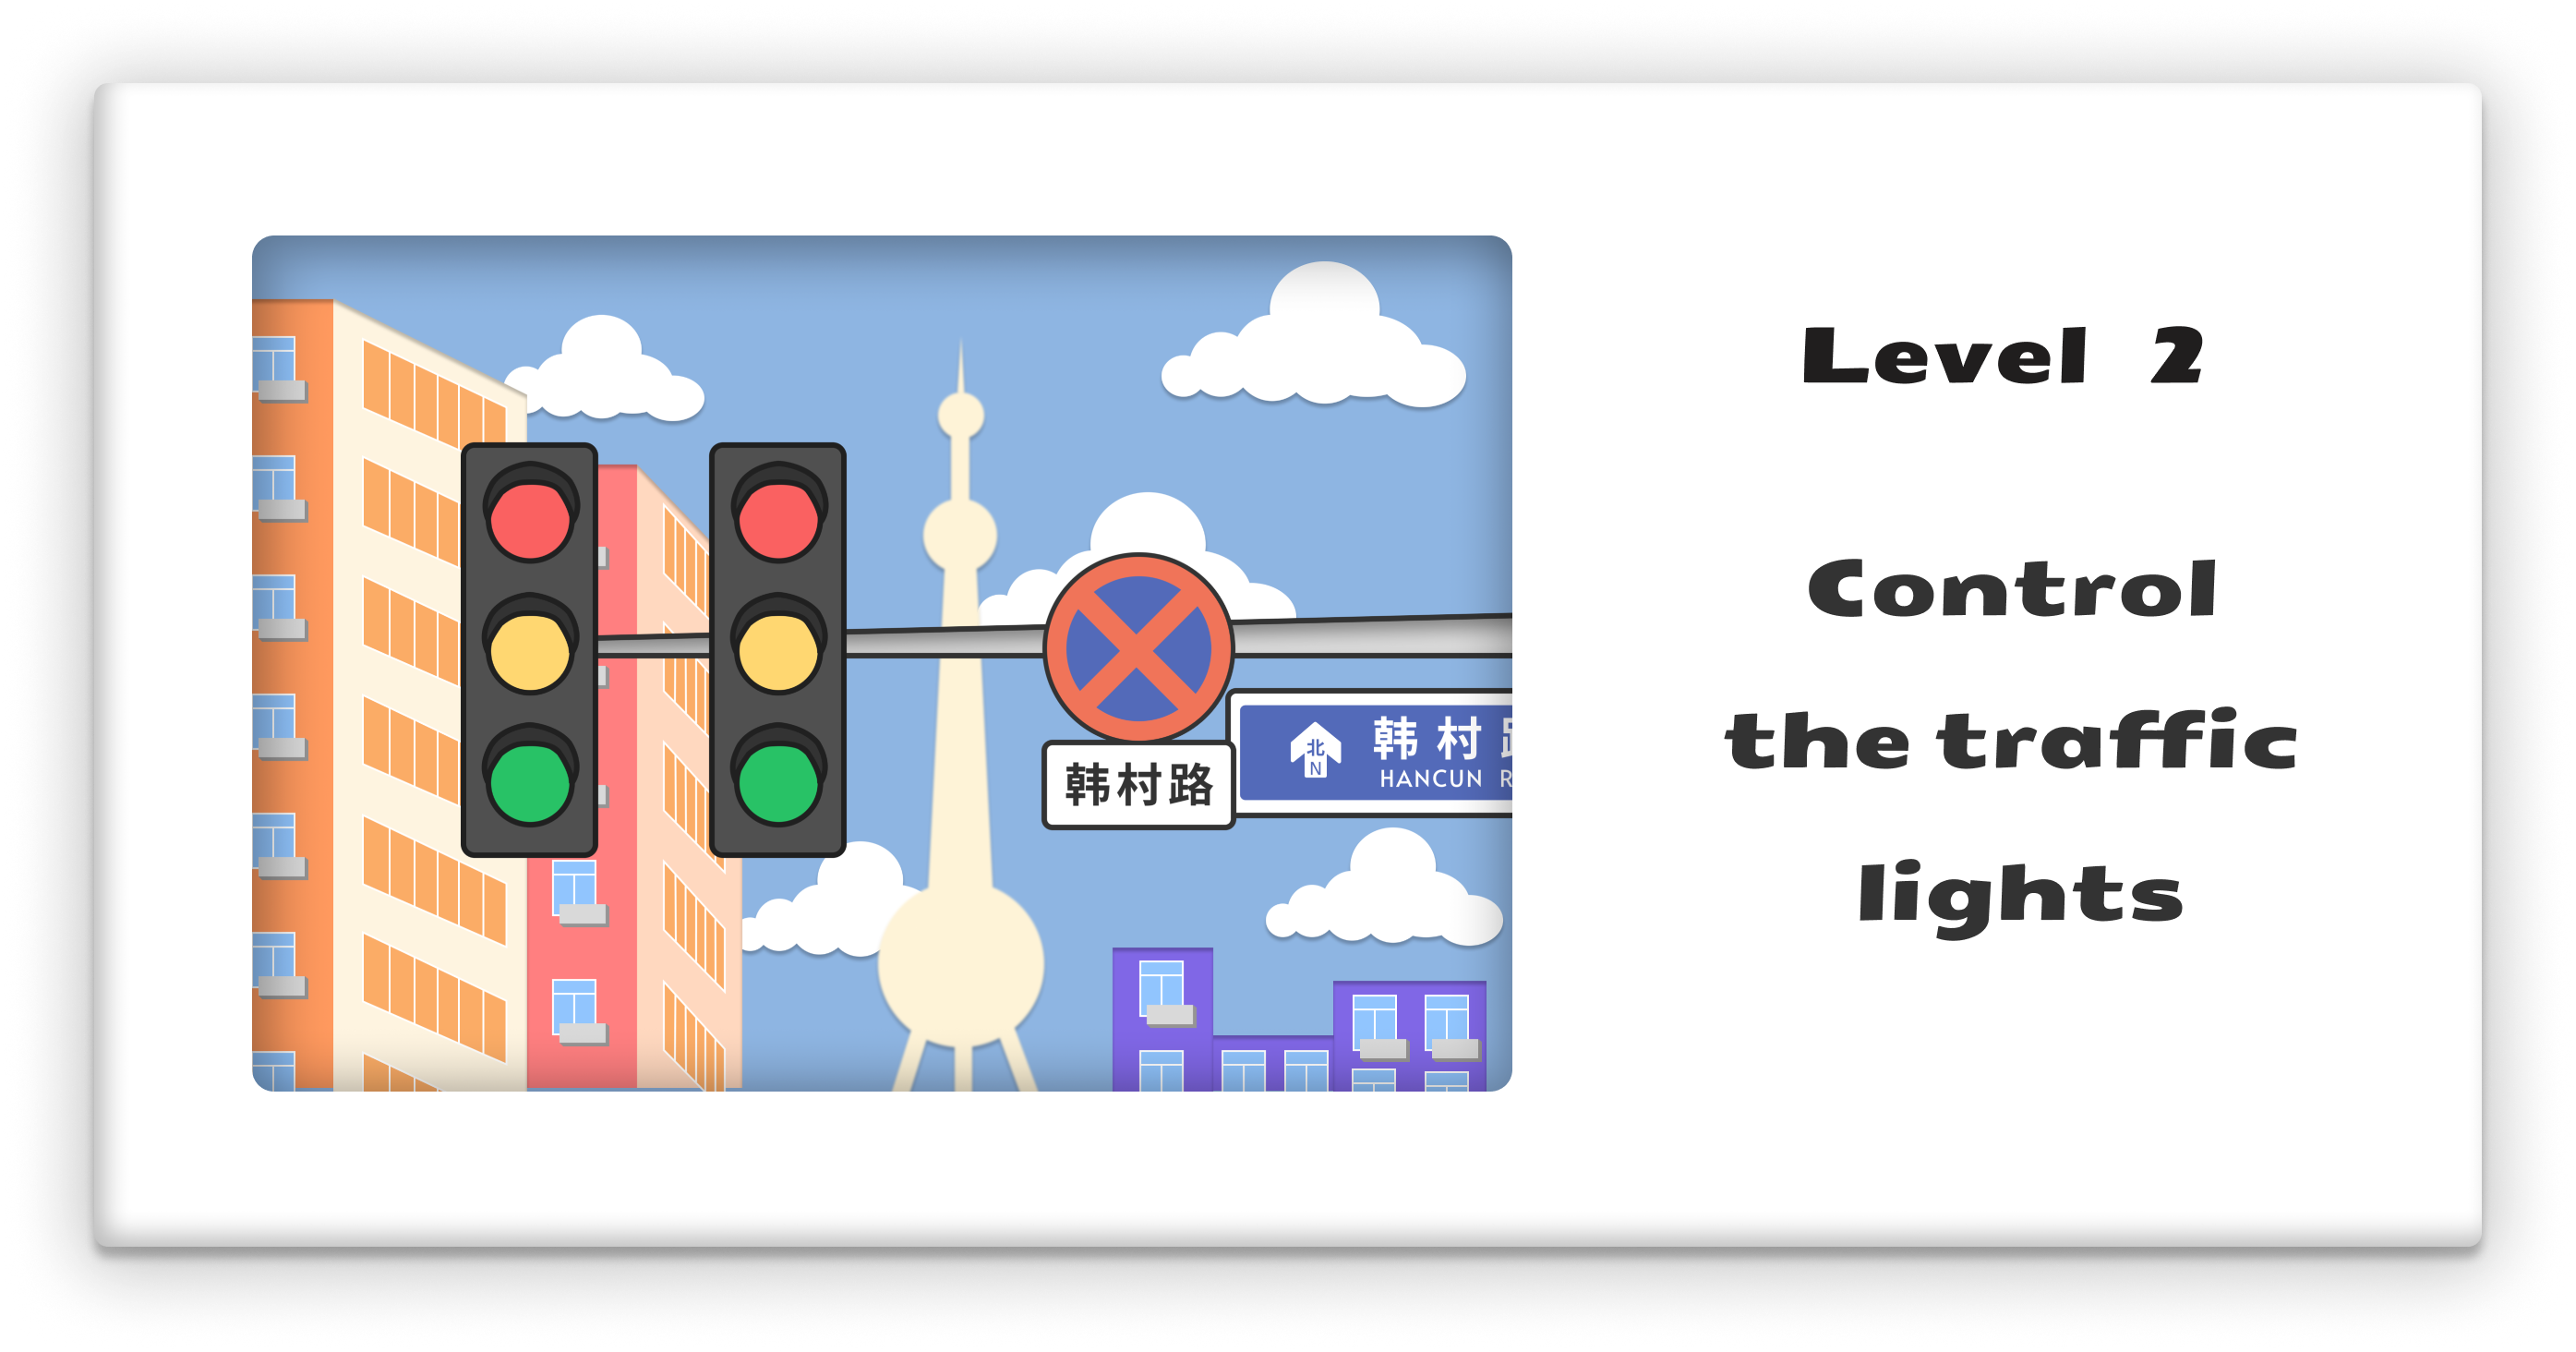 Level 2
Control
the traffic
lights
韩村路
北
N
韩村
HANCUN